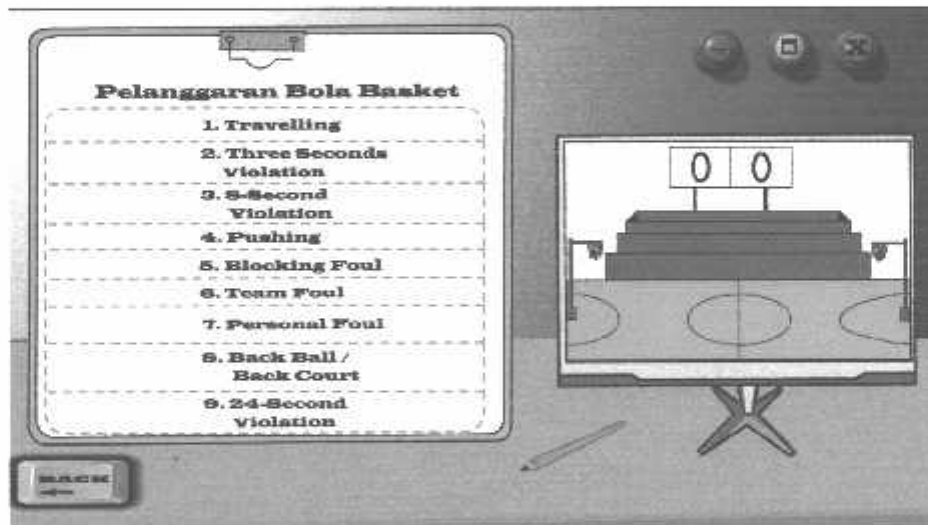 Pelanggaran Bola Basket
1. Travelling
2. Three Seconds
Violation
3. 8-Second
Violation
4. Pushing
5. Blocking Foul
6. Team Foul
7. Personal Foul
8. Back Ball /
Back Court
9. 24-Second
Violation
0 0
BACK